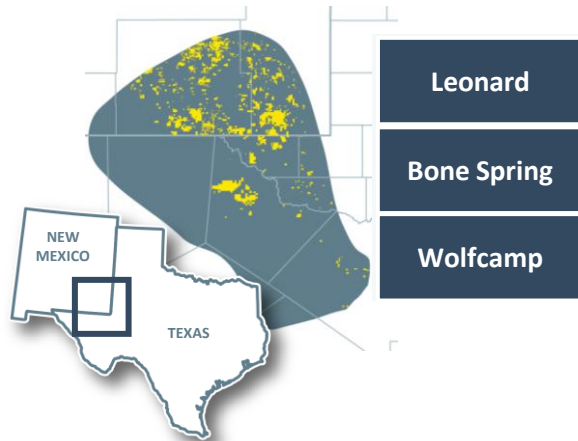 Leonard
Bone Spring
Wolfcamp
NEW
MEXICO
TEXAS